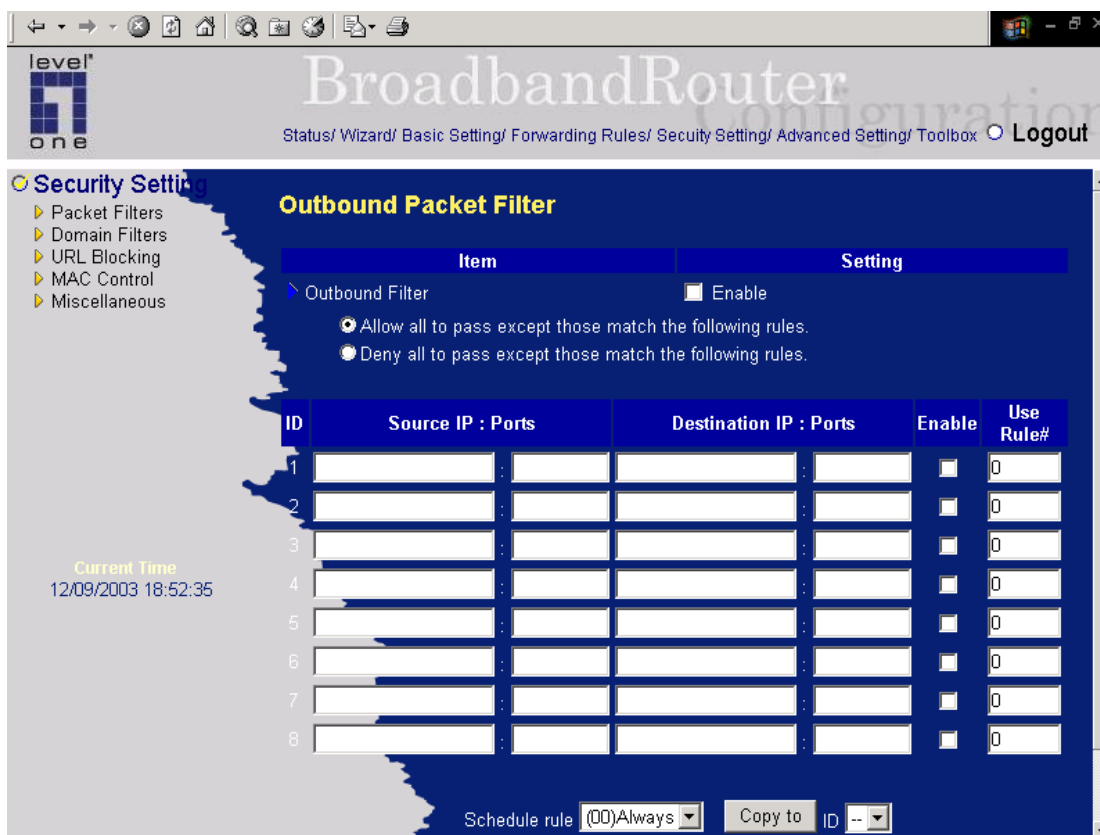 level
one
BroadbandRouter
Configuration
Status/ Wizard/ Basic Setting/ Forwarding Rules/ Secuity Setting/ Advanced Setting/ Toolbox Logout
Security Setting
Packet Filters
Domain Filters
URL Blocking
MAC Control
Miscellaneous
Current Time
12/09/2003 18:52:35
Outbound Packet Filter
Item Setting
Outbound Filter Enable
Allow all to pass except those match the following rules.
Deny all to pass except those match the following rules.
ID Source IP : Ports Destination IP : Ports Enable Use Rule#
1 : : 0
2 : : 0
3 : : 0
4 : : 0
5 : : 0
6 : : 0
7 : : 0
8 : : 0
Schedule rule (00)Always Copy to ID --